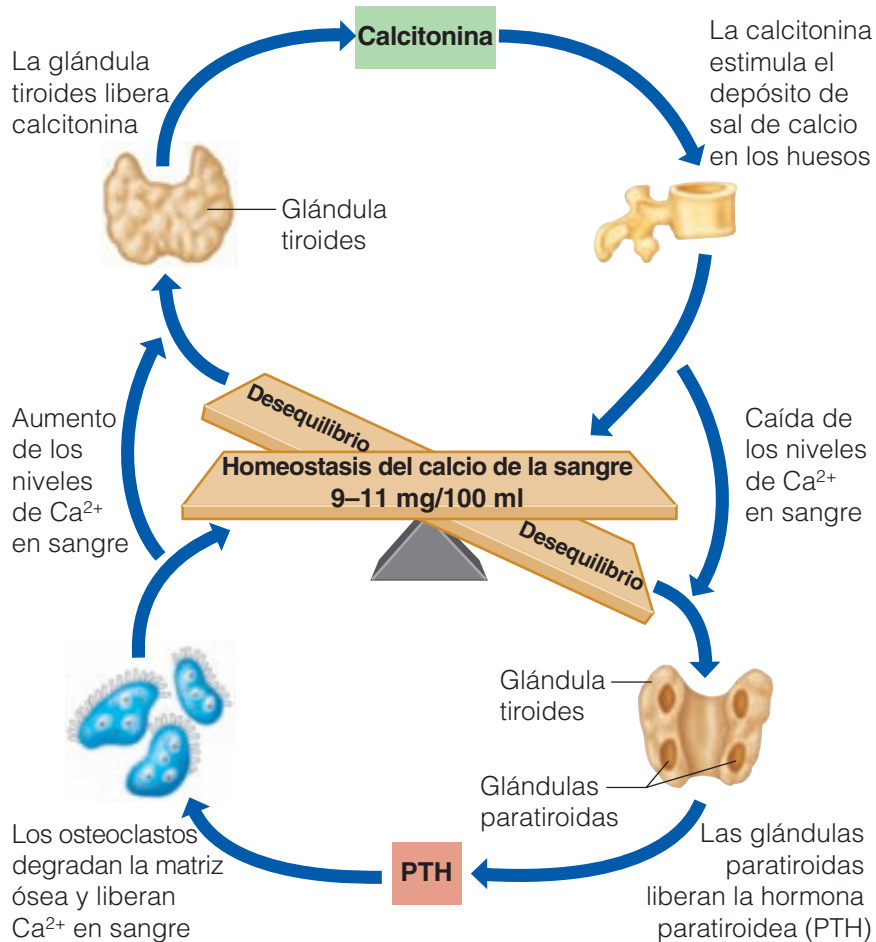 Calcitonina
La glándula
tiroides libera
calcitonina
La calcitonina
estimula el
depósito de
sal de calcio
en los huesos
Glándula
tiroides
Aumento
de los
niveles
de Ca²⁺
en sangre
Desequilibrio
Homeostasis del calcio de la sangre
9–11 mg/100 ml
Desequilibrio
Caída de
los niveles
de Ca²⁺
en sangre
Glándula
tiroides
Glándulas
paratiroidas
Los osteoclastos
degradan la matriz
ósea y liberan
Ca²⁺ en sangre
PTH
Las glándulas
paratiroidas
liberan la hormona
paratiroidea (PTH)